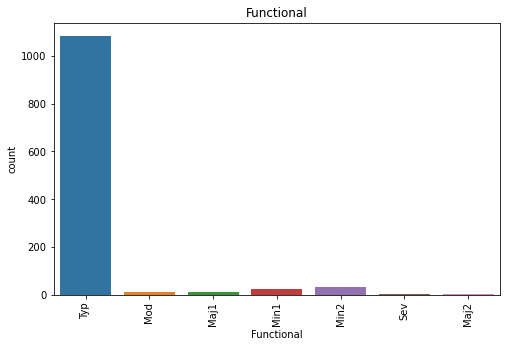 Functional
1000
800
600
400
200
0
count
Typ
Mod
Maj1
Min1
Min2
Sev
Maj2
Functional